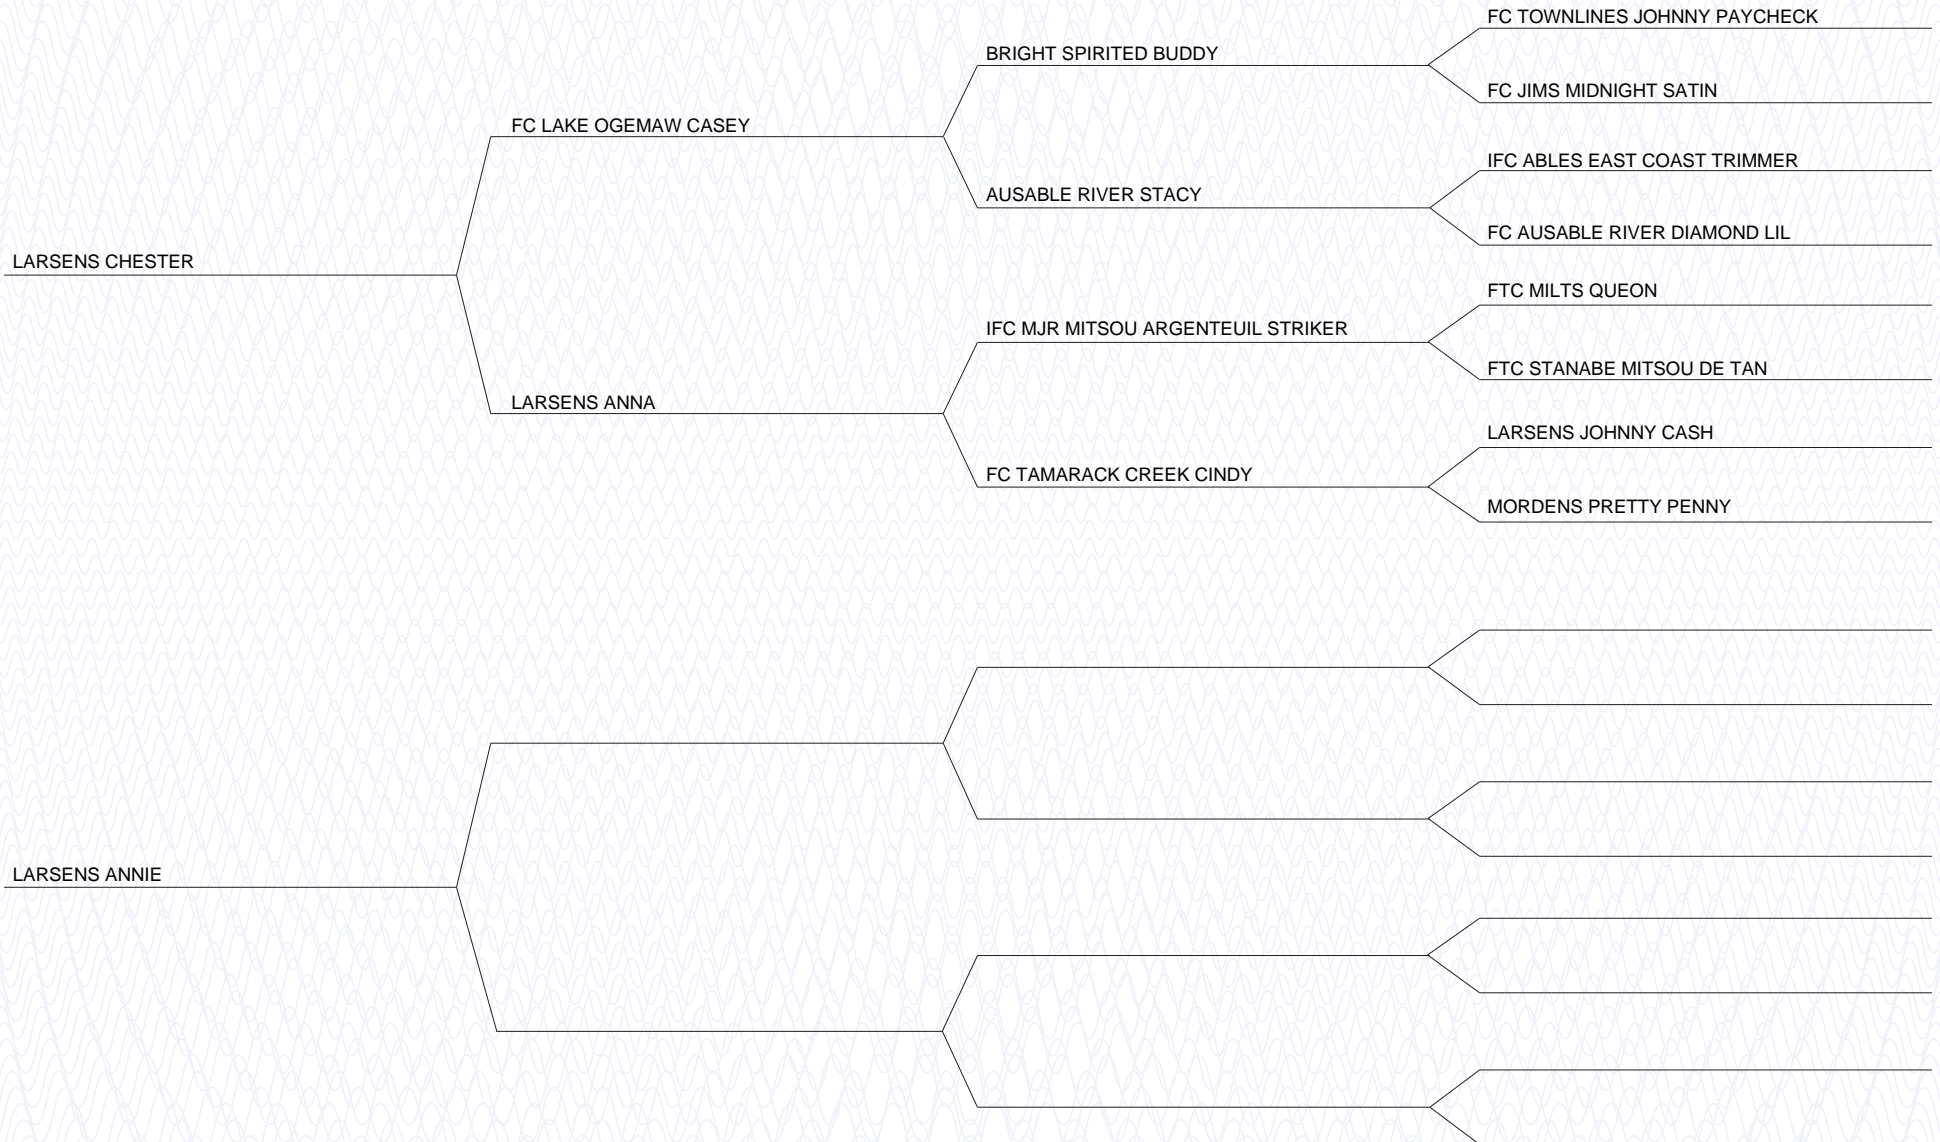 FC TOWNLINES JOHNNY PAYCHECK
BRIGHT SPIRITED BUDDY
FC JIMS MIDNIGHT SATIN
FC LAKE OGEMAW CASEY
IFC ABLES EAST COAST TRIMMER
AUSABLE RIVER STACY
FC AUSABLE RIVER DIAMOND LIL
LARSENS CHESTER
FTC MILTS QUEON
IFC MJR MITSOU ARGENTEUIL STRIKER
FTC STANABE MITSOU DE TAN
LARSENS ANNA
LARSENS JOHNNY CASH
FC TAMARACK CREEK CINDY
MORDENS PRETTY PENNY
LARSENS ANNIE